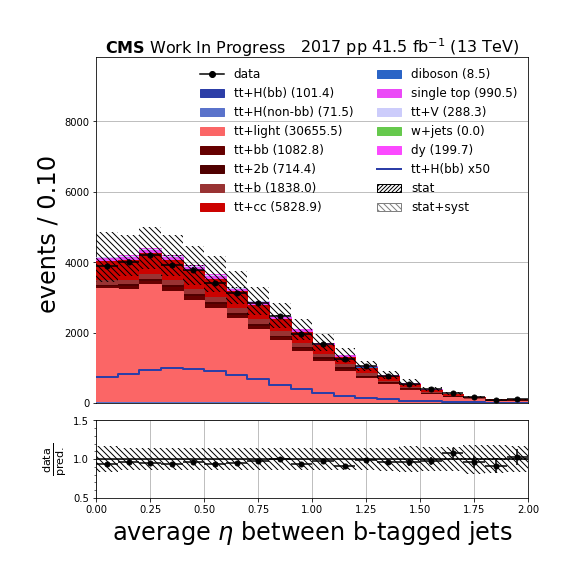 CMS Work In Progress 2017 pp 41.5 fb⁻¹ (13 TeV)
data
tt+H(bb) (101.4)
tt+H(non-bb) (71.5)
tt+light (30655.5)
tt+bb (1082.8)
tt+2b (714.4)
tt+b (1838.0)
tt+cc (5828.9)
diboson (8.5)
single top (990.5)
tt+V (288.3)
w+jets (0.0)
dy (199.7)
tt+H(bb) x50
stat
stat+syst
events / 0.10
8000
6000
4000
2000
0
data
pred.
1.5
1.0
0.5
0.00 0.25 0.50 0.75 1.00 1.25 1.50 1.75 2.00
average η between b-tagged jets